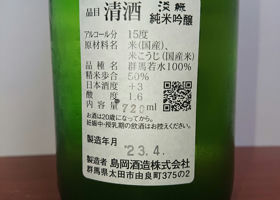 品目 清酒 淡麗
純米吟醸
アルコール分 15度
原材料名 米(国産)、
米こうじ(国産米)
品種名 群馬若水100%
精米歩合 50%
日本酒度 +3
酸度 1.6
内容量 720ml
お酒は20歳になってから。
妊娠中・授乳期の飲酒はおやめください。
製造年月 '23.4.
製造者 島岡酒造株式会社
群馬県太田市由良町375の2